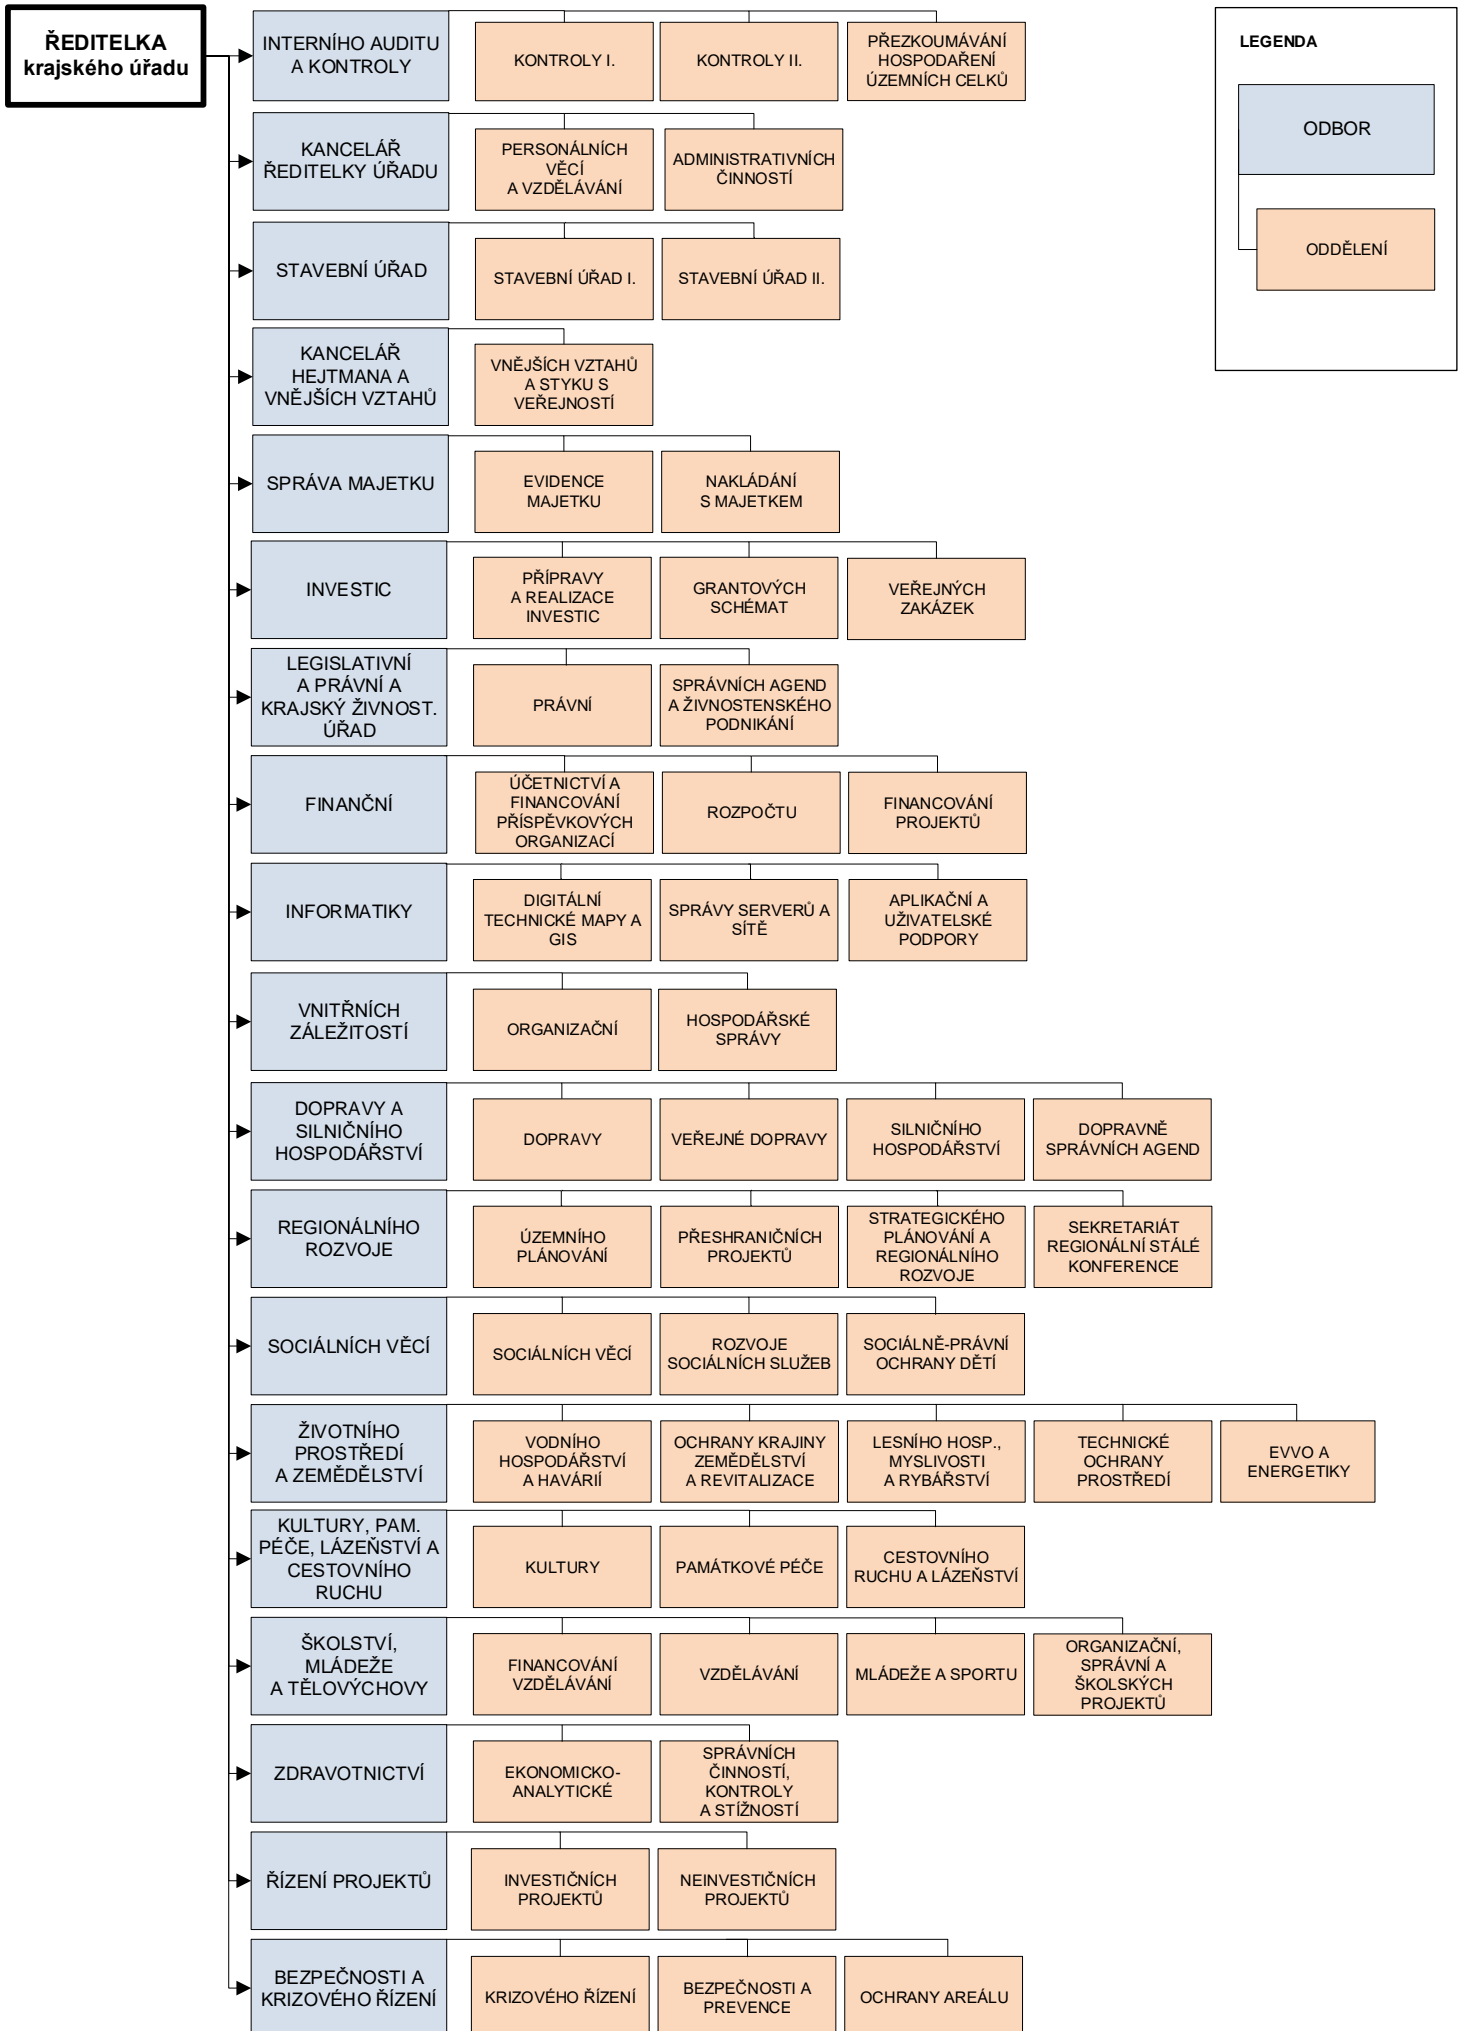 ŘEDITELKA
krajského úřadu
INTERNÍHO AUDITU
A KONTROLY
KONTROLY I.
KONTROLY II.
PŘEZKOUMÁVÁNÍ
HOSPODAŘENÍ
ÚZEMNÍCH CELKŮ
LEGENDA
ODBOR
ODDĚLENÍ
KANCELÁŘ
ŘEDITELKY ÚŘADU
PERSONÁLNÍCH
VĚCÍ
A VZDĚLÁVÁNÍ
ADMINISTRATIVNÍCH
ČINNOSTÍ
STAVEBNÍ ÚŘAD
STAVEBNÍ ÚŘAD I.
STAVEBNÍ ÚŘAD II.
KANCELÁŘ
HEJTMANA A
VNĚJŠÍCH VZTAHŮ
VNĚJŠÍCH VZTAHŮ
A STYKU S
VEŘEJNOSTÍ
SPRÁVA MAJETKU
EVIDENCE
MAJETKU
NAKLÁDÁNÍ
S MAJETKEM
INVESTIC
PŘÍPRAVY
A REALIZACE
INVESTIC
GRANTOVÝCH
SCHÉMAT
VEŘEJNÝCH
ZAKÁZEK
LEGISLATIVNÍ
A PRÁVNÍ A
KRAJSKÝ ŽIVNOST.
ÚŘAD
PRÁVNÍ
SPRÁVNÍCH AGEND
A ŽIVNOSTENSKÉHO
PODNIKÁNÍ
FINANČNÍ
ÚČETNICTVÍ A
FINANCOVÁNÍ
PŘÍSPĚVKOVÝCH
ORGANIZACÍ
ROZPOČTU
FINANCOVÁNÍ
PROJEKTŮ
INFORMATIKY
DIGITÁLNÍ
TECHNICKÉ MAPY A
GIS
SPRÁVY SERVERŮ A
SÍTĚ
APLIKAČNÍ A
UŽIVATELSKÉ
PODPORY
VNITŘNÍCH
ZÁLEŽITOSTÍ
ORGANIZAČNÍ
HOSPODÁŘSKÉ
SPRÁVY
DOPRAVY A
SILNIČNÍHO
HOSPODÁŘSTVÍ
DOPRAVY
VEŘEJNÉ DOPRAVY
SILNIČNÍHO
HOSPODÁŘSTVÍ
DOPRAVNĚ
SPRÁVNÍCH AGEND
REGIONÁLNÍHO
ROZVOJE
ÚZEMNÍHO
PLÁNOVÁNÍ
PŘESHRANIČNÍCH
PROJEKTŮ
STRATEGICKÉHO
PLÁNOVÁNÍ A
REGIONÁLNÍHO
ROZVOJE
SEKRETARIÁT
REGIONÁLNÍ STÁLÉ
KONFERENCE
SOCIÁLNÍCH VĚCÍ
SOCIÁLNÍCH VĚCÍ
ROZVOJE
SOCIÁLNÍCH SLUŽEB
SOCIÁLNĚ-PRÁVNÍ
OCHRANY DĚTÍ
ŽIVOTNÍHO
PROSTŘEDÍ
A ZEMĚDĚLSTVÍ
VODNÍHO
HOSPODÁŘSTVÍ
A HAVÁRIÍ
OCHRANY KRAJINY
ZEMĚDĚLSTVÍ
A REVITALIZACE
LESNÍHO HOSP.,
MYSLIVOSTI
A RYBÁŘSTVÍ
TECHNICKÉ
OCHRANY
PROSTŘEDÍ
EVVO A
ENERGETIKY
KULTURY, PAM.
PÉČE, LÁZEŇSTVÍ A
CESTOVNÍHO
RUCHU
KULTURY
PAMÁTKOVÉ PÉČE
CESTOVNÍHO
RUCHU A LÁZEŇSTVÍ
ŠKOLSTVÍ,
MLÁDEŽE
A TĚLOVÝCHOVY
FINANCOVÁNÍ
VZDĚLÁVÁNÍ
VZDĚLÁVÁNÍ
MLÁDEŽE A SPORTU
ORGANIZAČNÍ,
SPRÁVNÍ A
ŠKOLSKÝCH
PROJEKTŮ
ZDRAVOTNICTVÍ
EKONOMICKO-
ANALYTICKÉ
SPRÁVNÍCH
ČINNOSTÍ,
KONTROLY
A STÍŽNOSTÍ
ŘÍZENÍ PROJEKTŮ
INVESTIČNÍCH
PROJEKTŮ
NEINVESTIČNÍCH
PROJEKTŮ
BEZPEČNOSTI A
KRIZOVÉHO ŘÍZENÍ
KRIZOVÉHO ŘÍZENÍ
BEZPEČNOSTI A
PREVENCE
OCHRANY AREÁLU